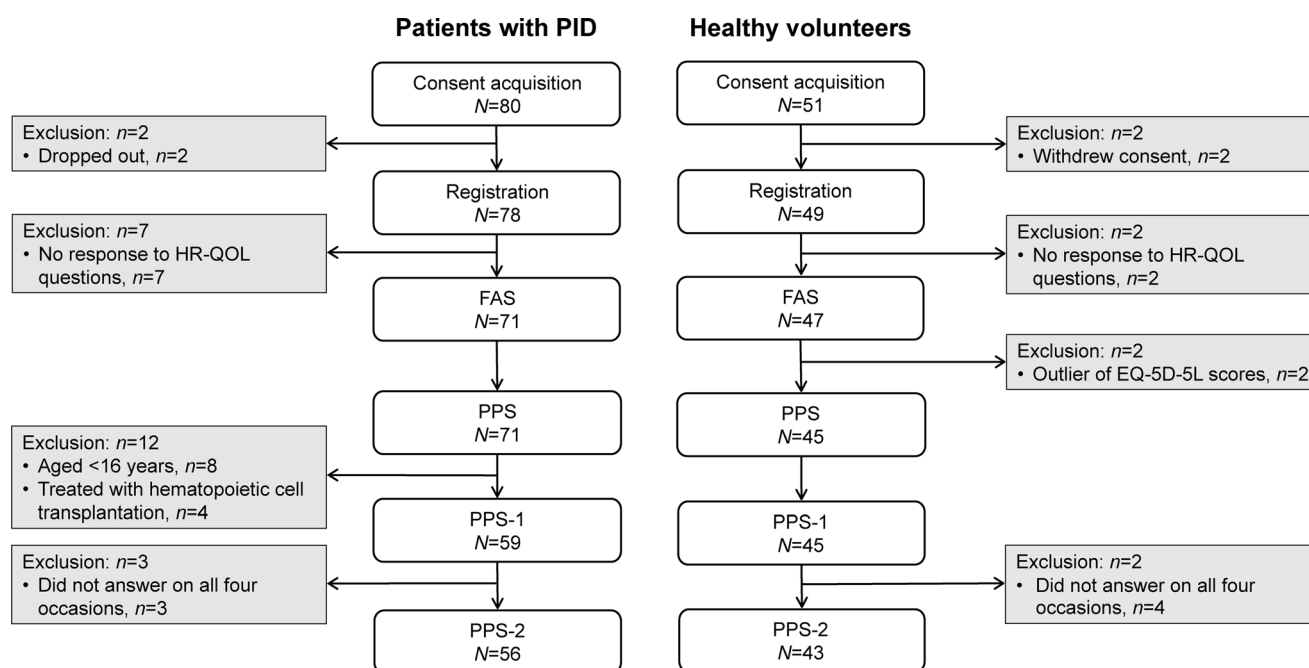 Patients with PID
Healthy volunteers
Consent acquisition
N=80
Consent acquisition
N=51
Exclusion: n=2
• Dropped out, n=2
Exclusion: n=2
• Withdrew consent, n=2
Registration
N=78
Registration
N=49
Exclusion: n=7
• No response to HR-QOL
questions, n=7
Exclusion: n=2
• No response to HR-QOL
questions, n=2
FAS
N=71
FAS
N=47
Exclusion: n=2
• Outlier of EQ-5D-5L scores, n=2
PPS
N=71
PPS
N=45
Exclusion: n=12
• Aged <16 years, n=8
• Treated with hematopoietic cell
transplantation, n=4
PPS-1
N=59
PPS-1
N=45
Exclusion: n=3
• Did not answer on all four
occasions, n=3
Exclusion: n=2
• Did not answer on all four
occasions, n=4
PPS-2
N=56
PPS-2
N=43